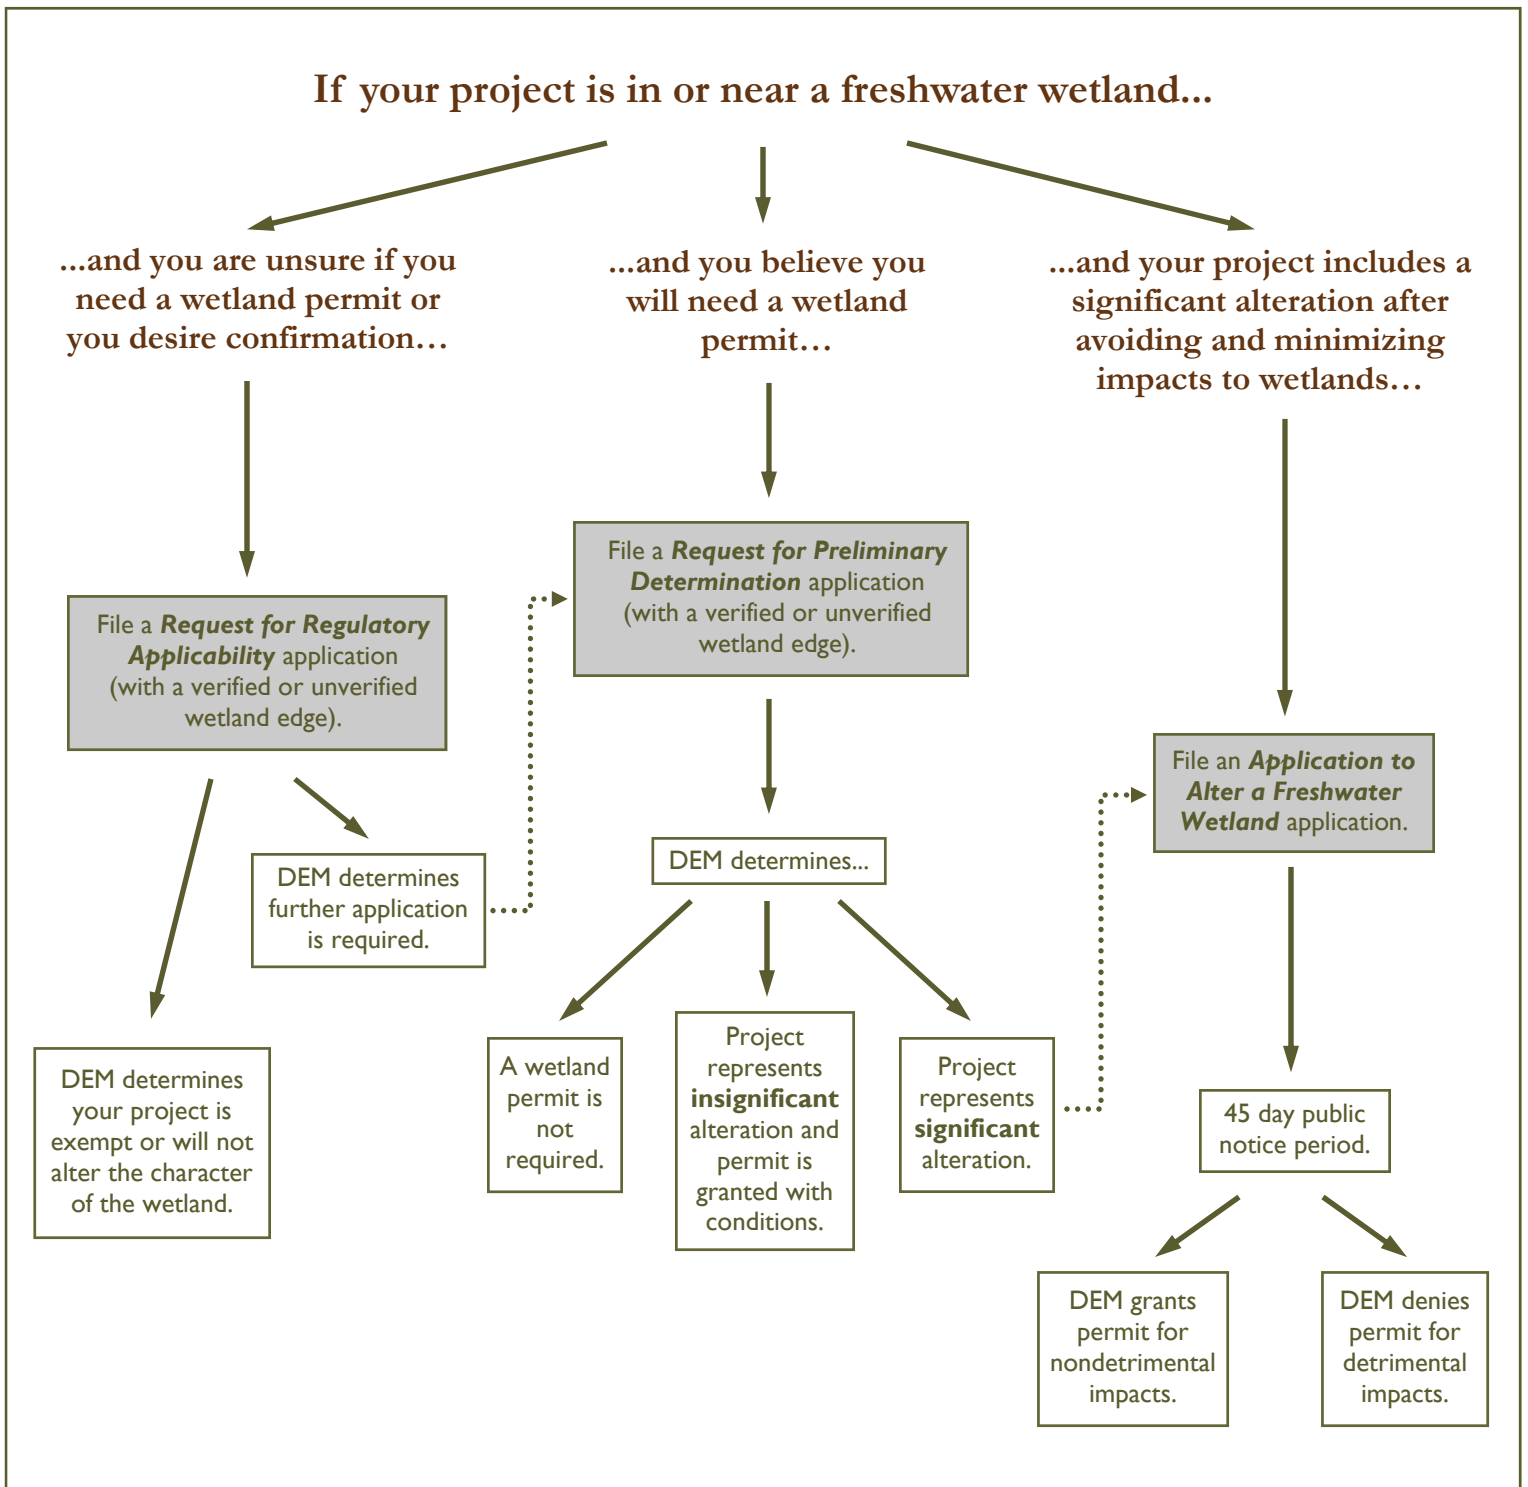 If your project is in or near a freshwater wetland...
...and you are unsure if you
need a wetland permit or
you desire confirmation…
...and you believe you
will need a wetland
permit…
...and your project includes a
significant alteration after
avoiding and minimizing
impacts to wetlands…
File a Request for Regulatory
Applicability application
(with a verified or unverified
wetland edge).
File a Request for Preliminary
Determination application
(with a verified or unverified
wetland edge).
File an Application to
Alter a Freshwater
Wetland application.
DEM determines
further application
is required.
DEM determines
your project is
exempt or will not
alter the character
of the wetland.
DEM determines...
A wetland
permit is
not
required.
Project
represents
insignificant
alteration and
permit is
granted with
conditions.
Project
represents
significant
alteration.
45 day public
notice period.
DEM grants
permit for
nondetrimental
impacts.
DEM denies
permit for
detrimental
impacts.